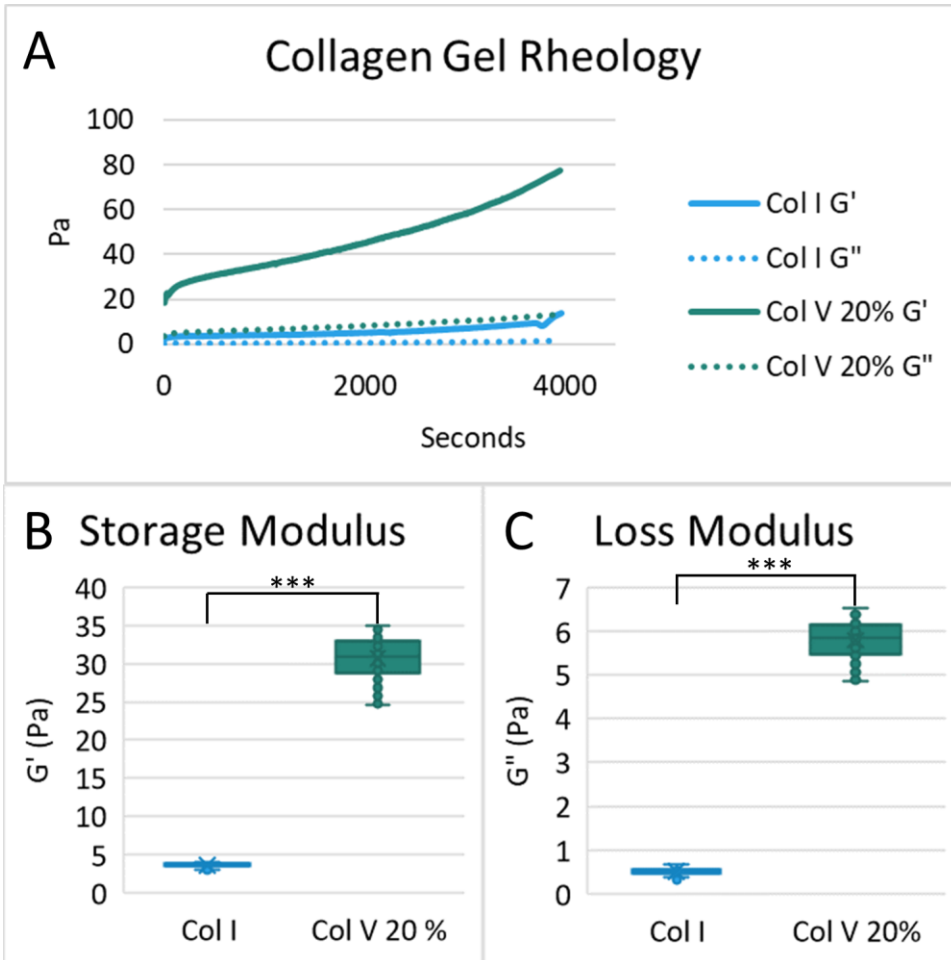 A
Collagen Gel Rheology
100
80
60
40
20
0
Pa
0 2000 4000
Seconds
Col I G'
Col I G"
Col V 20% G'
Col V 20% G"
B Storage Modulus
***
40
35
30
25
20
15
10
5
0
G' (Pa)
Col I Col V 20 %
C Loss Modulus
***
7
6
5
4
3
2
1
0
G" (Pa)
Col I Col V 20%